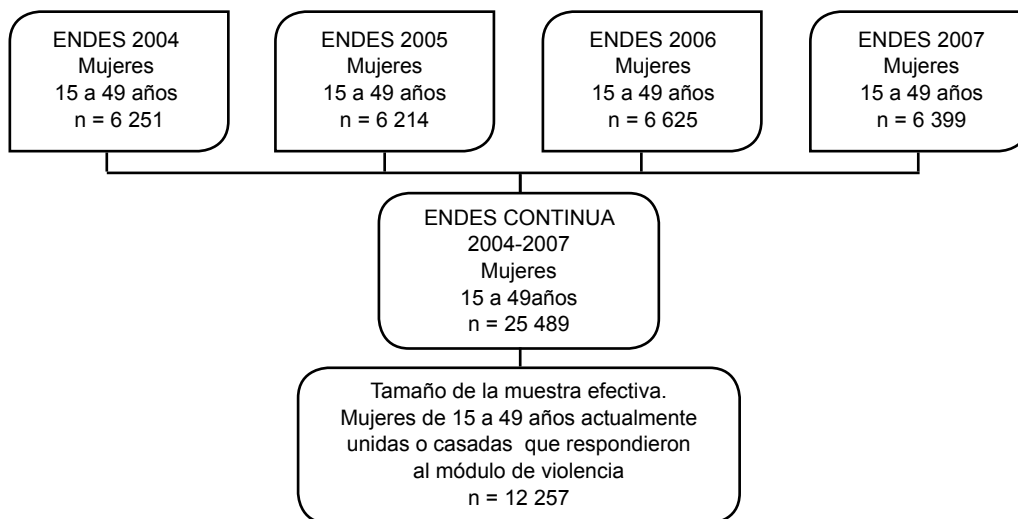 ENDES 2004
Mujeres
15 a 49 años
n = 6 251
ENDES 2005
Mujeres
15 a 49 años
n = 6 214
ENDES 2006
Mujeres
15 a 49 años
n = 6 625
ENDES 2007
Mujeres
15 a 49 años
n = 6 399
ENDES CONTINUA
2004-2007
Mujeres
15 a 49años
n = 25 489
Tamaño de la muestra efectiva.
Mujeres de 15 a 49 años actualmente
unidas o casadas que respondieron
al módulo de violencia
n = 12 257